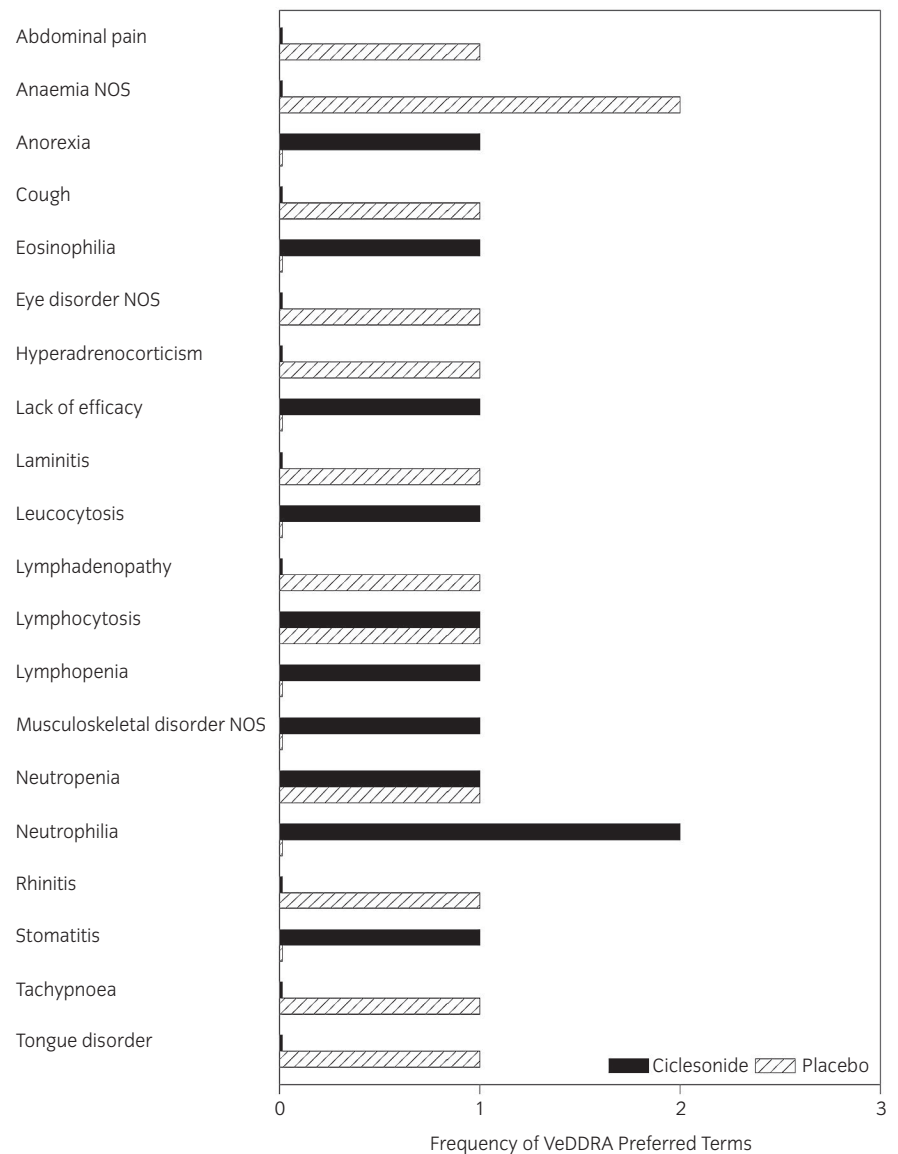 Abdominal pain
Anaemia NOS
Anorexia
Cough
Eosinophilia
Eye disorder NOS
Hyperadrenocorticism
Lack of efficacy
Laminitis
Leucocytosis
Lymphadenopathy
Lymphocytosis
Lymphopenia
Musculoskeletal disorder NOS
Neutropenia
Neutrophilia
Rhinitis
Stomatitis
Tachypnoea
Tongue disorder
Ciclesonide Placebo
0 1 2 3
Frequency of VeDDRA Preferred Terms